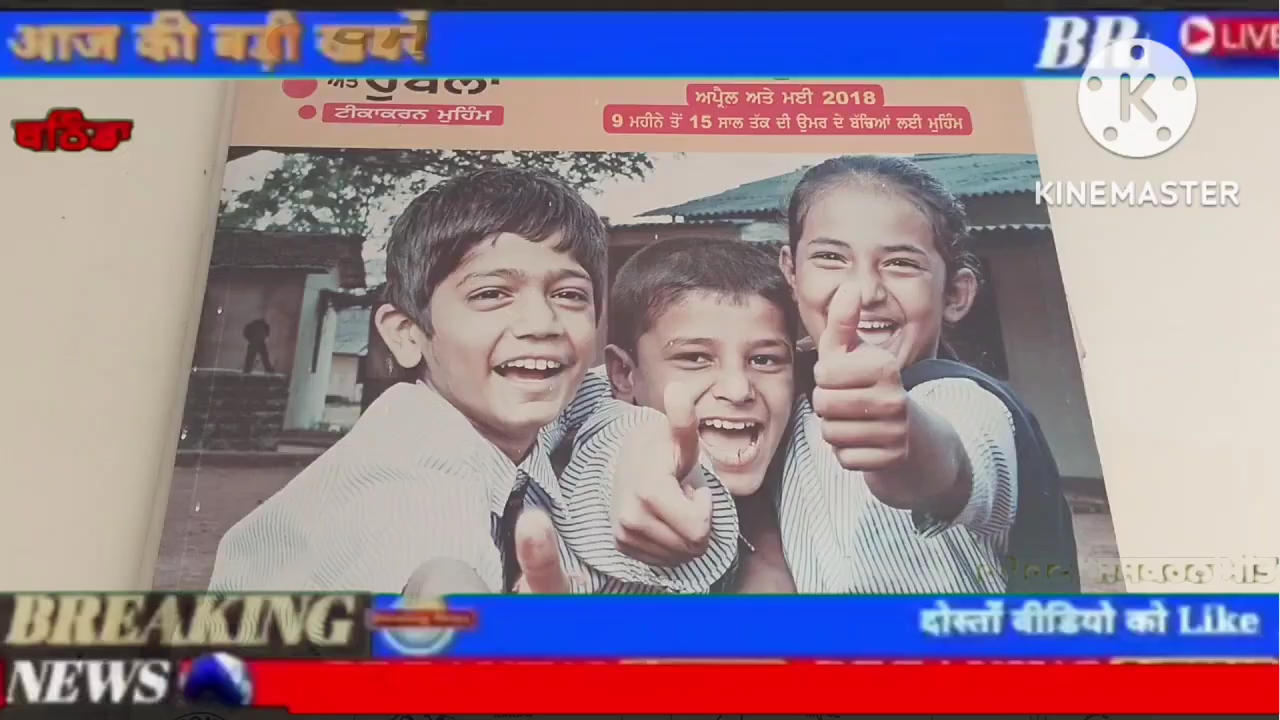 आज की बड़ी खबरें
BR
LIVE
KINEMASTER
ਬਠਿੰਡਾ
ਅਤੇ ਰੁਬੇਲਾ
ਟੀਕਾਕਰਨ ਮੁਹਿੰਮ
ਅਪ੍ਰੈਲ ਅਤੇ ਮਈ 2018
9 ਮਹੀਨੇ ਤੋਂ 15 ਸਾਲ ਤੱਕ ਦੀ ਉਮਰ ਦੇ ਬੱਚਿਆਂ ਲਈ ਮੁਹਿੰਮ
BREAKING
दोस्तों वीडियो को Like
NEWS